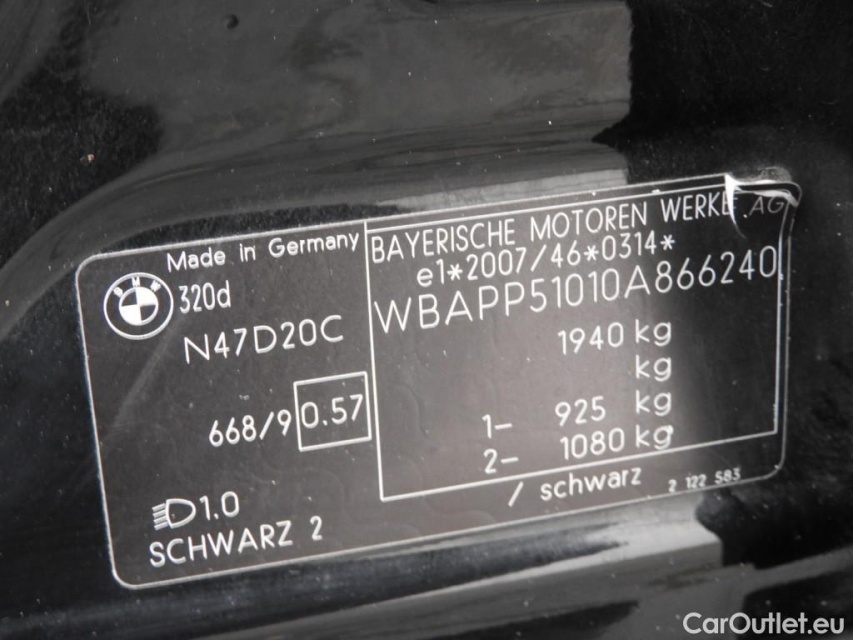 Made in Germany
320d
N47D20C
668/9 0.57
1.0
SCHWARZ 2
BAYERISCHE MOTOREN WERKE AG
e1*2007/46*0314*
WBAPP51010A866240
1940 kg
kg
1- 925 kg
2- 1080 kg
/ schwarz 2 122 583
CarOutlet.eu